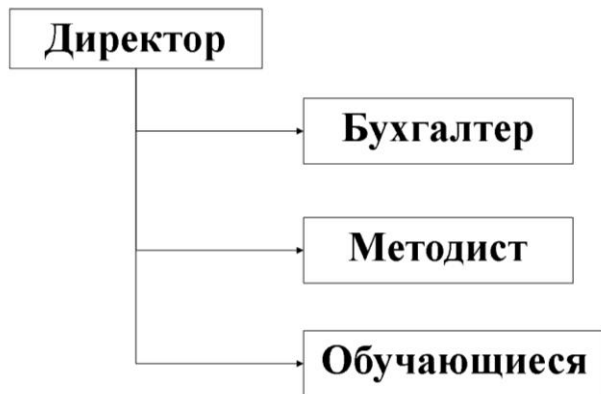 Директор
Бухгалтер
Методист
Обучающиеся